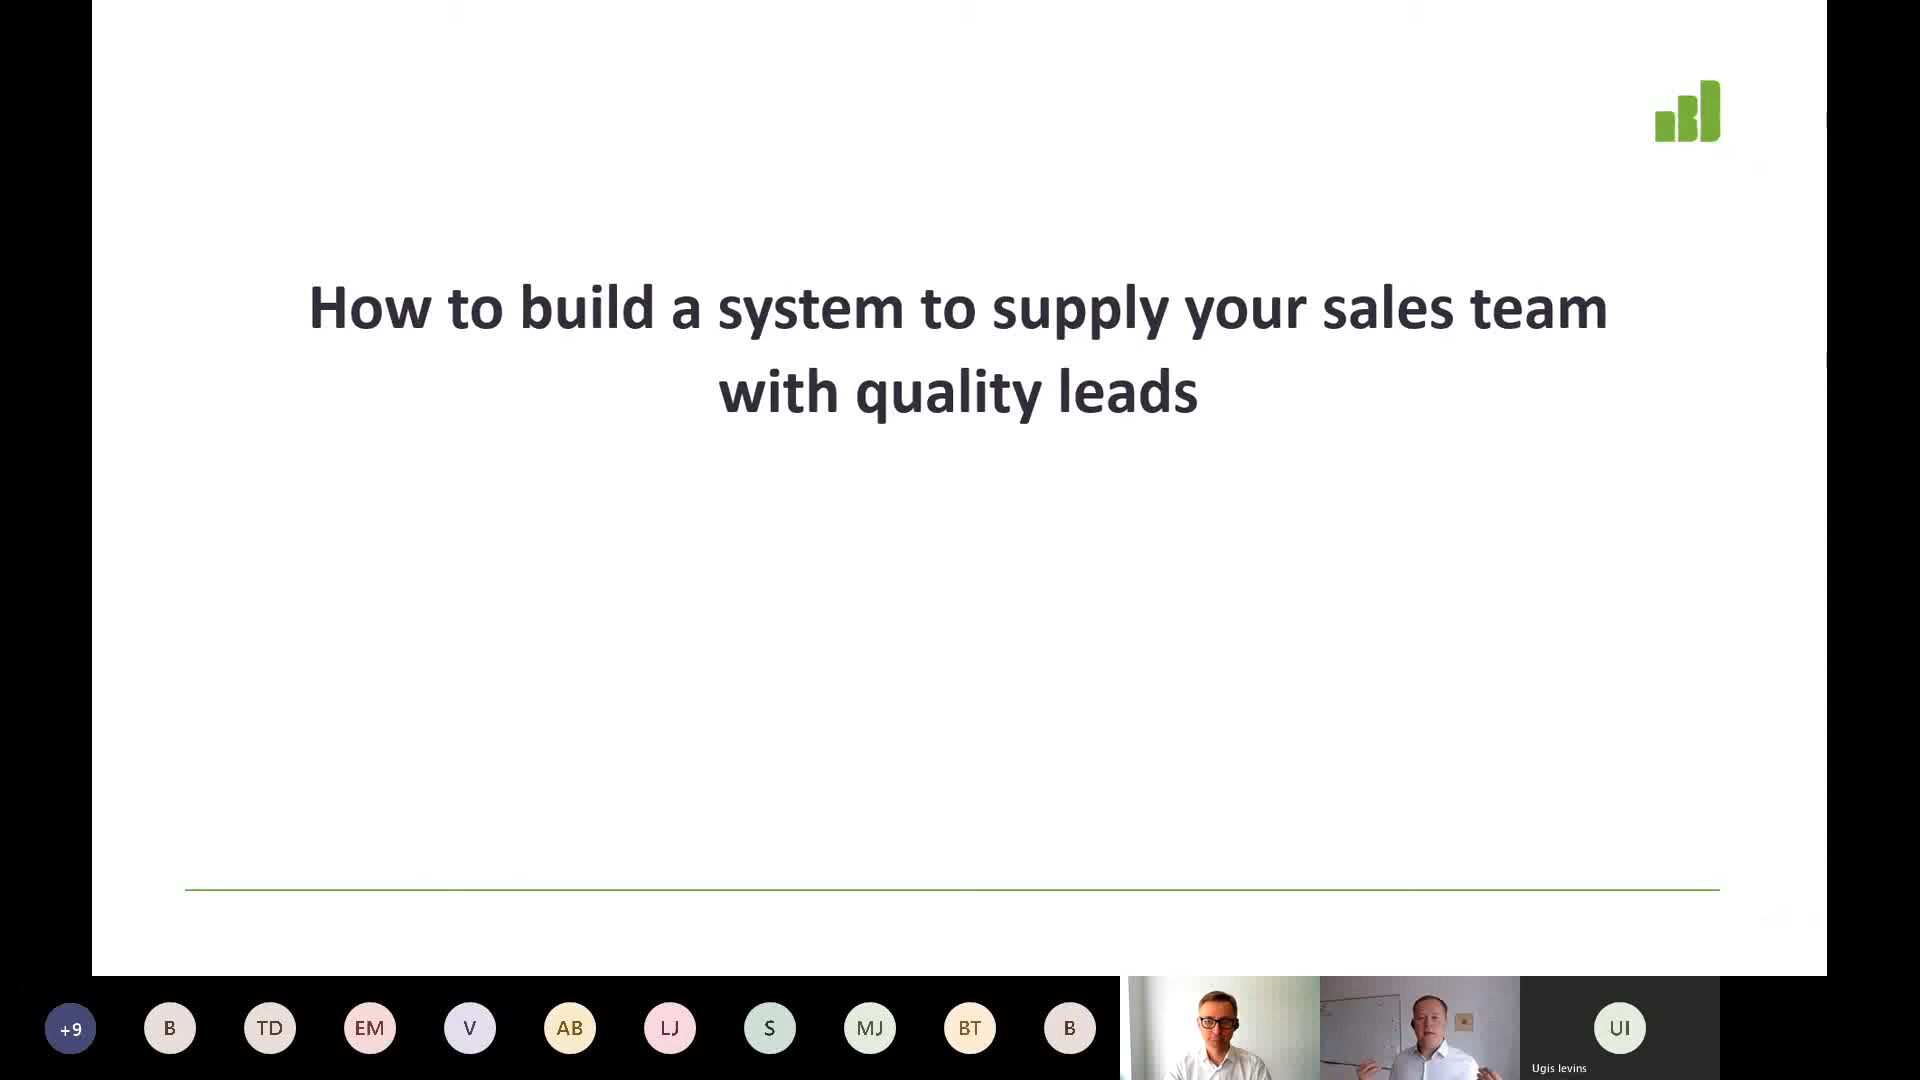 How to build a system to supply your sales team
with quality leads
+9
B
TD
EM
V
AB
LJ
S
MJ
BT
B
UI
Ugis Ievins